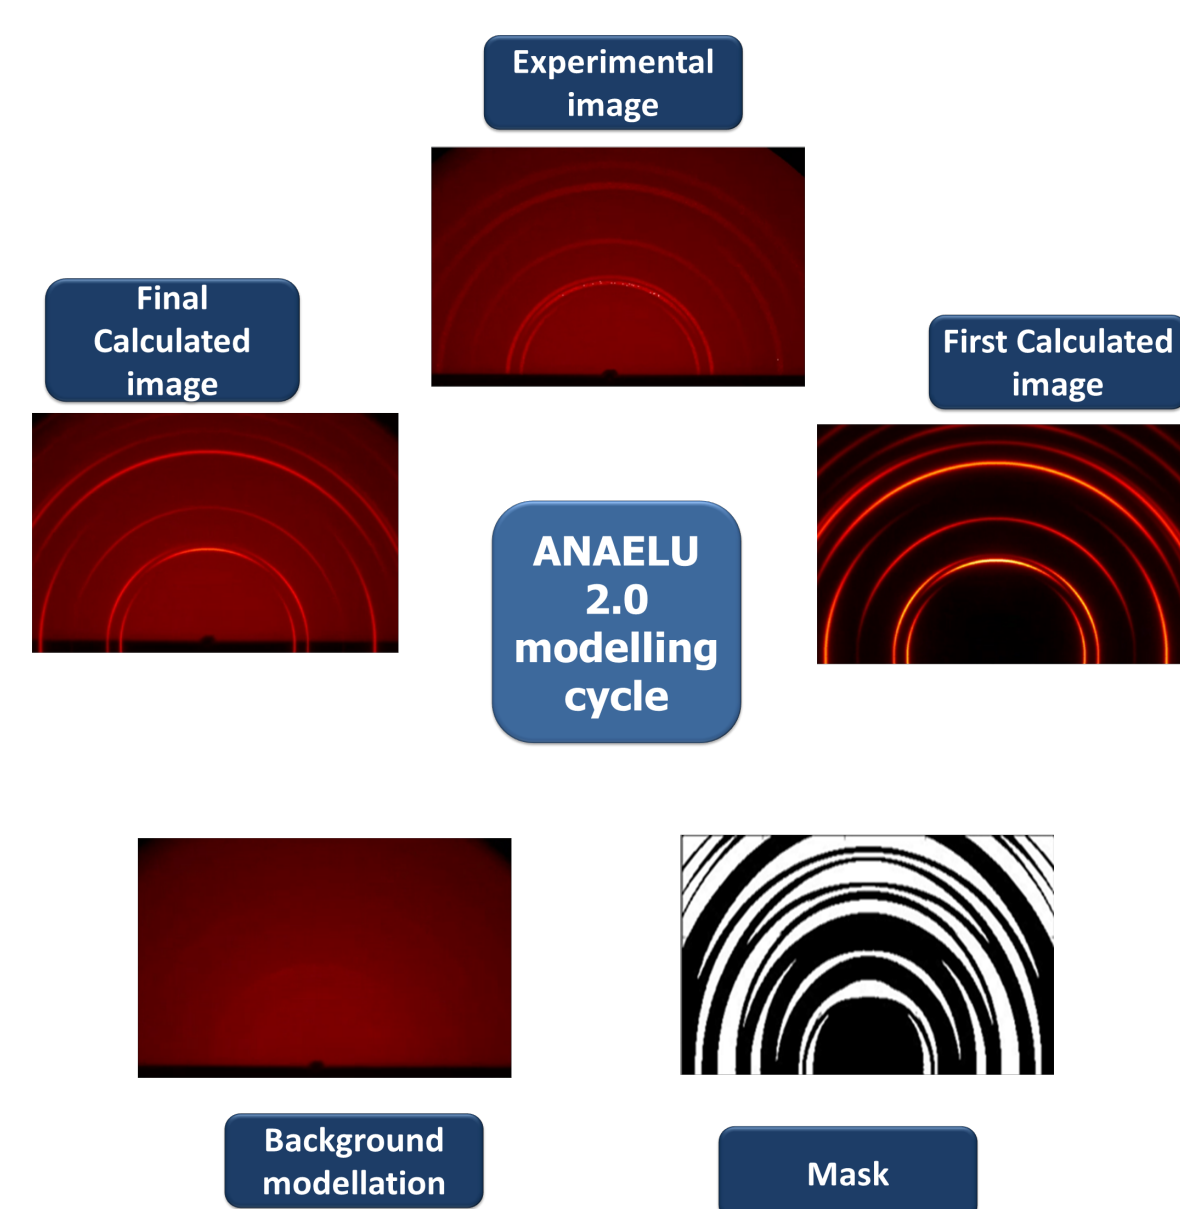 Experimental
image
Final
Calculated
image
First Calculated
image
ANAELU
2.0
modelling
cycle
Background
modellation
Mask